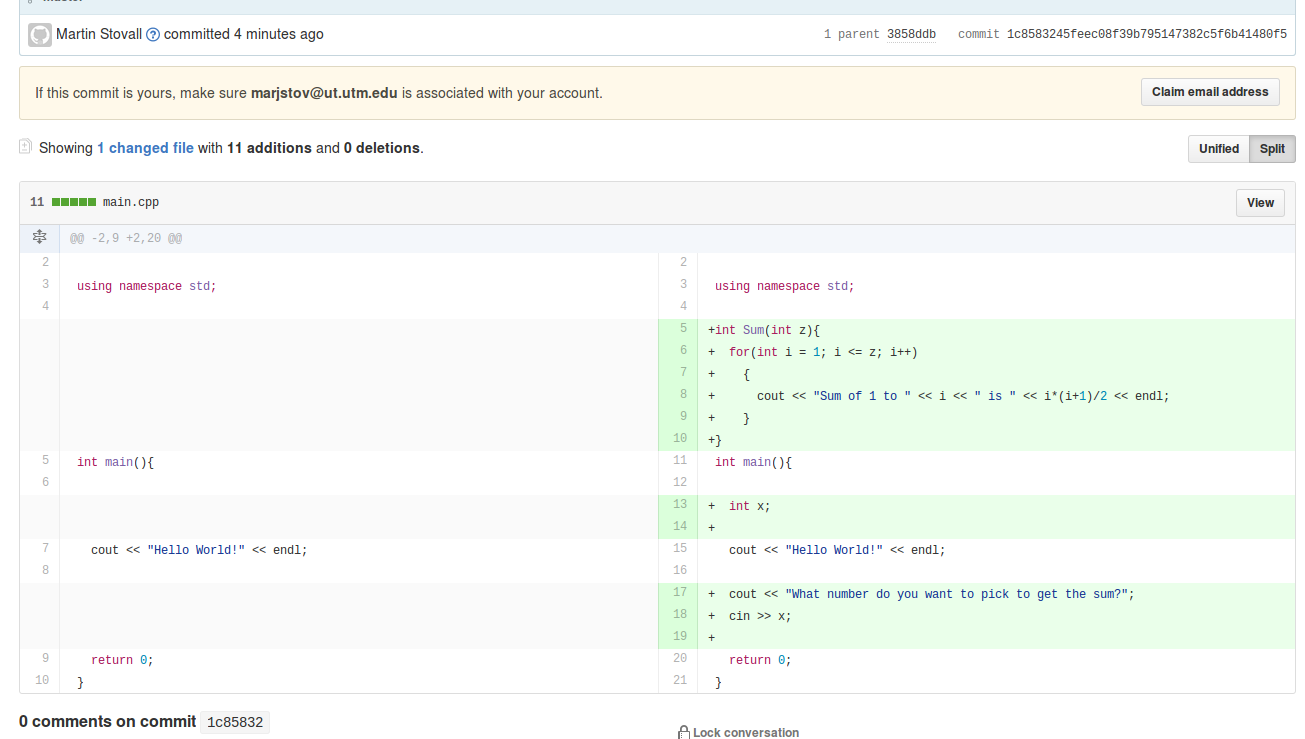 Martin Stovall ? committed 4 minutes ago 1 parent 3858ddb commit 1c8583245feec08f39b795147382c5f6b41480f5
If this commit is yours, make sure marjstov@ut.utm.edu is associated with your account. Claim email address
Showing 1 changed file with 11 additions and 0 deletions. Unified Split
11 main.cpp View
@@ -2,9 +2,20 @@
2 2
3 using namespace std; 3 using namespace std;
4 4
5 +int Sum(int z){
6 + for(int i = 1; i <= z; i++)
7 + {
8 + cout << "Sum of 1 to " << i << " is " << i*(i+1)/2 << endl;
9 + }
10 +}
5 int main(){ 11 int main(){
6 12
13 + int x;
14 +
7 cout << "Hello World!" << endl; 15 cout << "Hello World!" << endl;
8 16
17 + cout << "What number do you want to pick to get the sum?";
18 + cin >> x;
19 +
9 return 0; 20 return 0;
10 } 21 }
0 comments on commit 1c85832
Lock conversation